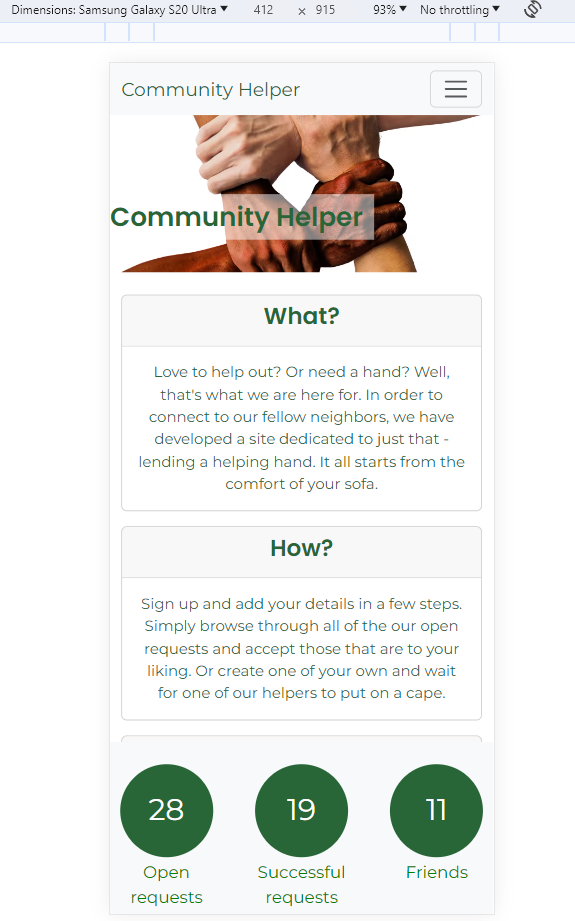 Dimensions: Samsung Galaxy S20 Ultra ▼ 412 × 915 93% ▼ No throttling ▼
Community Helper
Community Helper
What?
Love to help out? Or need a hand? Well,
that's what we are here for. In order to
connect to our fellow neighbors, we have
developed a site dedicated to just that -
lending a helping hand. It all starts from the
comfort of your sofa.
How?
Sign up and add your details in a few steps.
Simply browse through all of the our open
requests and accept those that are to your
liking. Or create one of your own and wait
for one of our helpers to put on a cape.
28 19 11
Open Successful Friends
requests requests